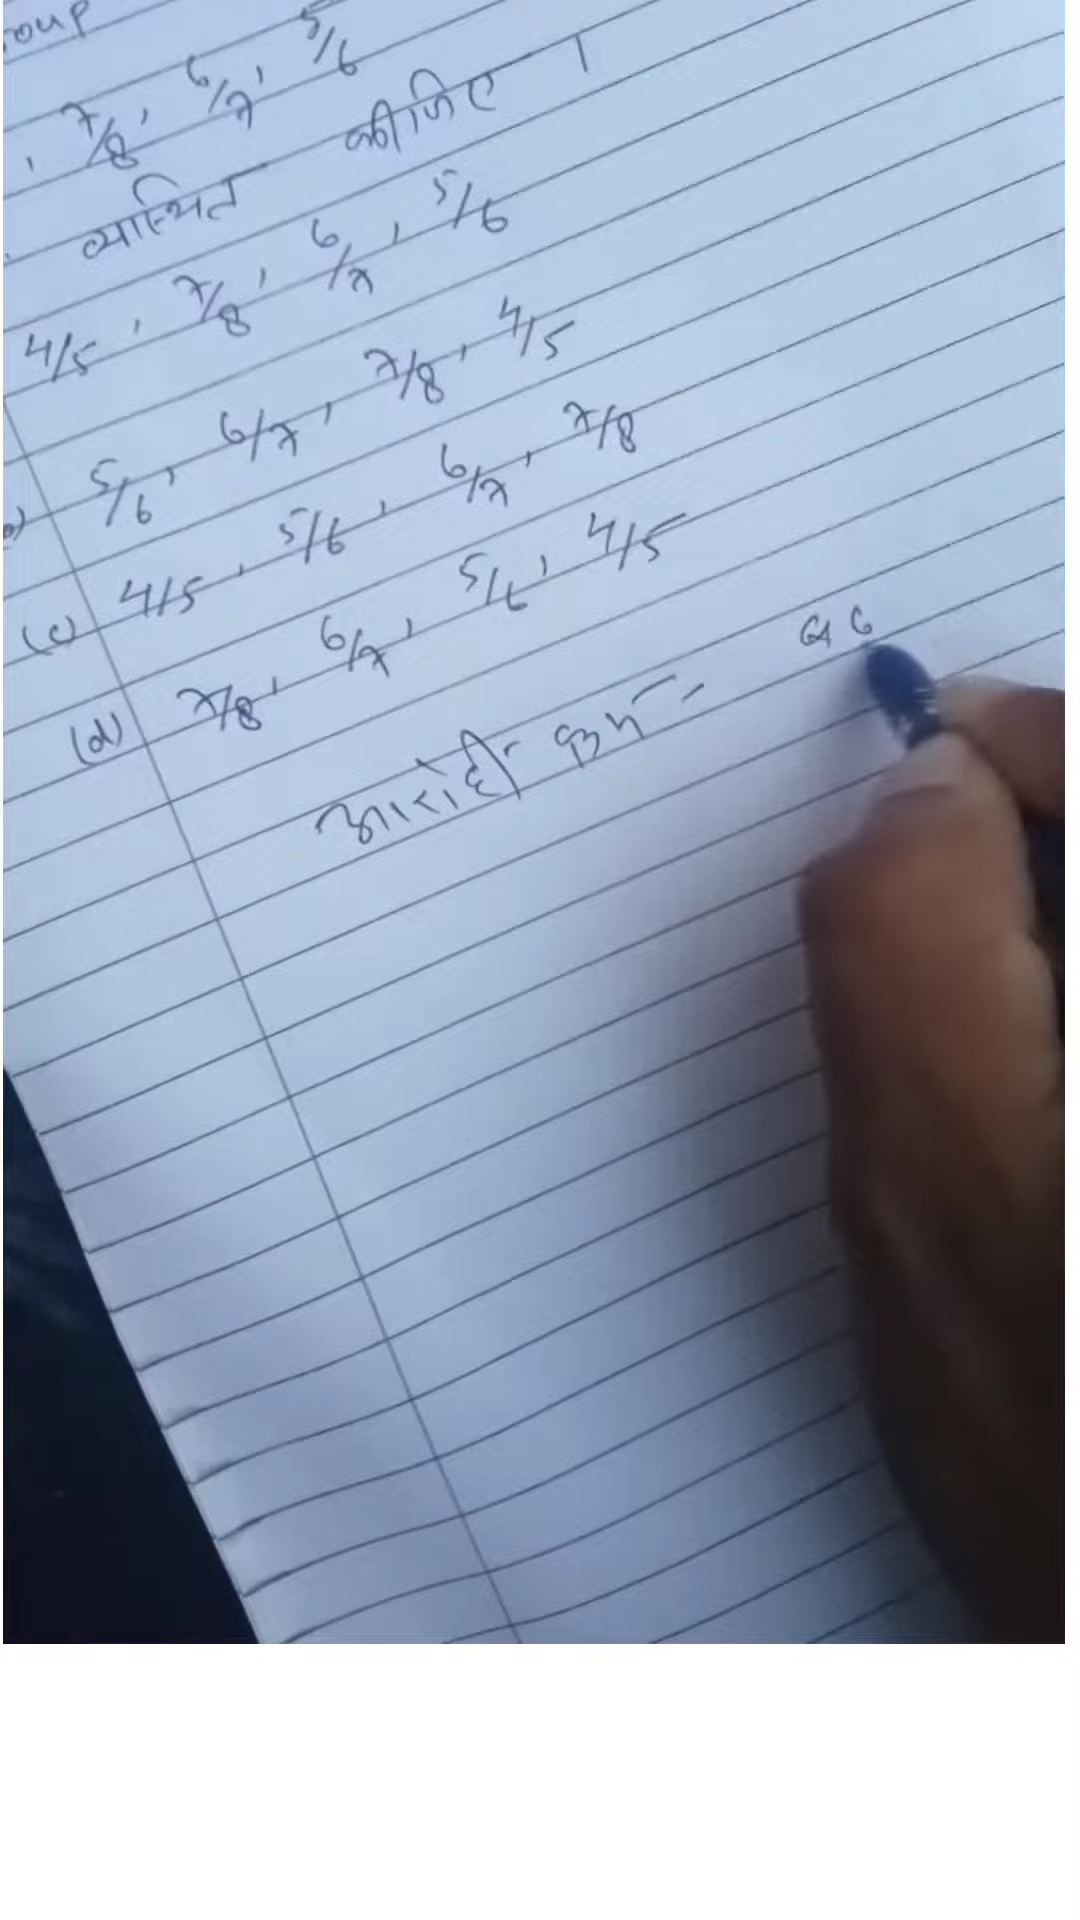 , 7/8, 6/7, 5/6
व्यास्थित कीजिए ।
4/5, 7/8, 6/7, 5/6
5/6, 6/7, 7/8, 4/5
(c) 4/5, 5/6, 6/7, 7/8
(d) 7/8, 6/7, 5/6, 4/5
आरोही क्रम -